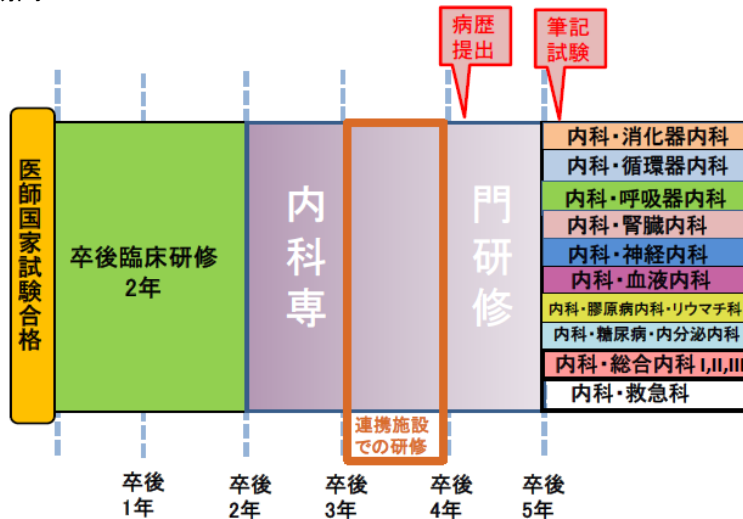 病歴
提出
筆記
試験
医師国家試験合格
卒後臨床研修
2年
内科専
門研修
連携施設
での研修
内科・消化器内科
内科・循環器内科
内科・呼吸器内科
内科・腎臓内科
内科・神経内科
内科・血液内科
内科・膠原病内科・リウマチ科
内科・糖尿病・内分泌内科
内科・総合内科 I,II,III
内科・救急科
卒後
1年
卒後
2年
卒後
3年
卒後
4年
卒後
5年